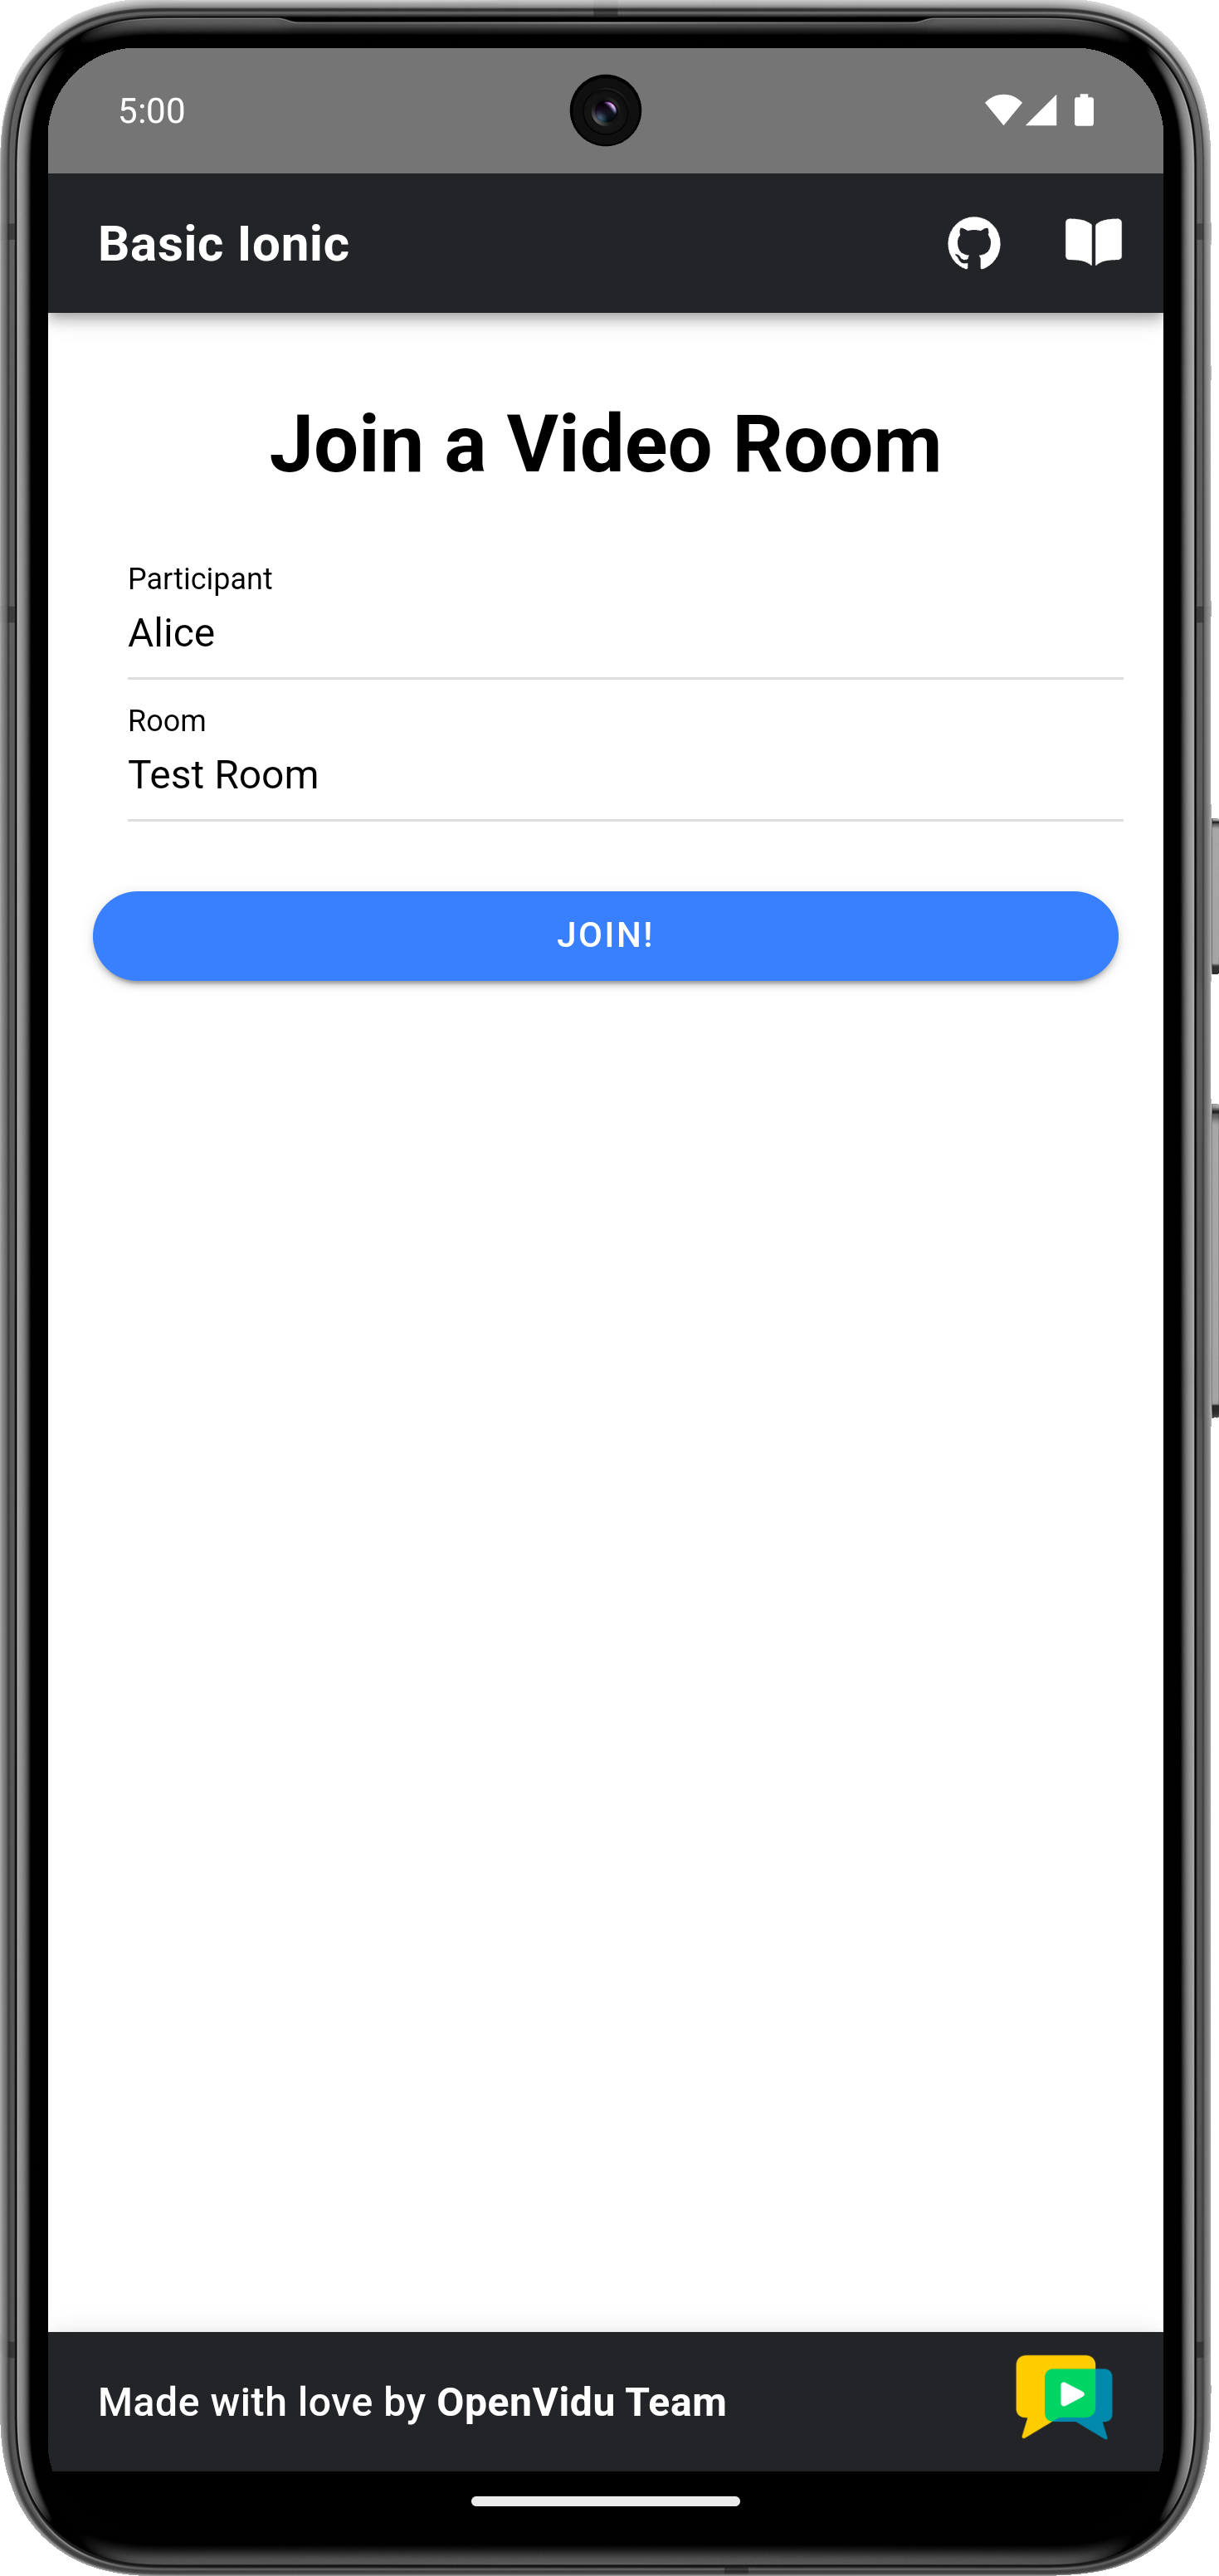 5:00
Basic Ionic
Join a Video Room
Participant
Alice
Room
Test Room
JOIN!
Made with love by OpenVidu Team